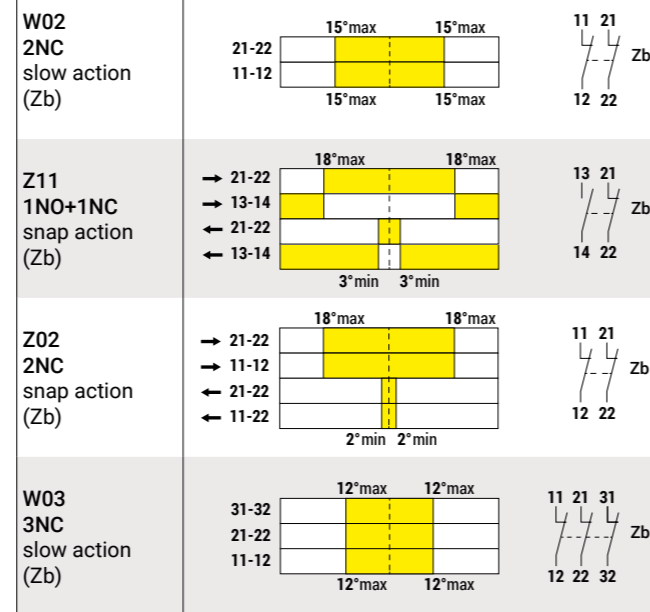 W02
2NC
slow action
(Zb)
15°max 15°max
21-22
11-12
15°max 15°max
11 21
Zb
12 22
Z11
1NO+1NC
snap action
(Zb)
18°max 18°max
→ 21-22
→ 13-14
← 21-22
← 13-14
3°min 3°min
13 21
Zb
14 22
Z02
2NC
snap action
(Zb)
18°max 18°max
→ 21-22
→ 11-12
← 21-22
← 11-22
2°min 2°min
11 21
Zb
12 22
W03
3NC
slow action
(Zb)
12°max 12°max
31-32
21-22
11-12
12°max 12°max
11 21 31
Zb
12 22 32